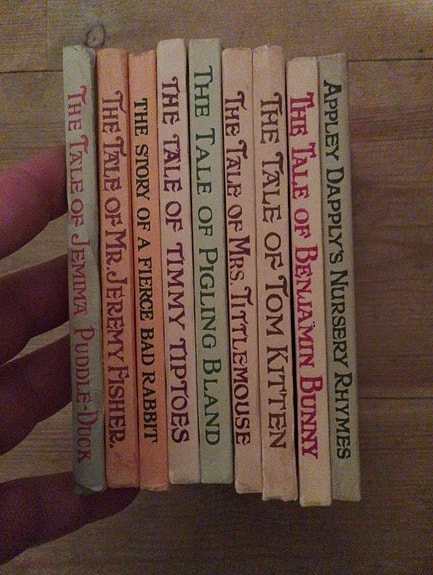 THE TALE OF JEMIMA PUDDLE-DUCK
THE TALE OF MR. JEREMY FISHER.
THE STORY OF A FIERCE BAD RABBIT
THE TALE OF TIMMY TIPTOES
THE TALE OF PIGLING BLAND
THE TALE OF MRS. TITTLEMOUSE
THE TALE OF TOM KITTEN
THE TALE OF BENJAMIN BUNNY
APPLEY DAPPLY'S NURSERY RHYMES